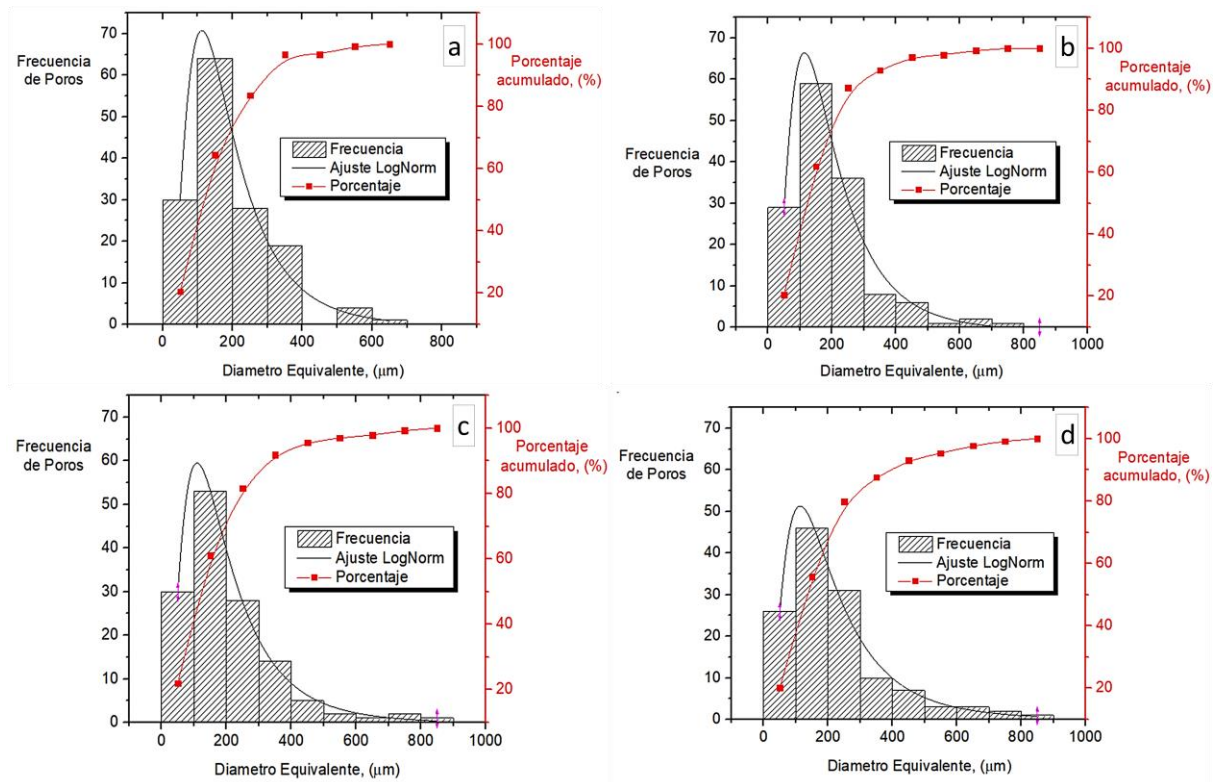 a
Frecuencia
de Poros
70
60
50
40
30
20
10
0
0
200
400
600
800
Diametro Equivalente, (μm)
100
80
60
40
20
Porcentaje
acumulado, (%)
Frecuencia
Ajuste LogNorm
Porcentaje
b
Frecuencia
de Poros
70
60
50
40
30
20
10
0
0
200
400
600
800
1000
Diametro Equivalente, (μm)
100
80
60
40
20
Porcentaje
acumulado, (%)
Frecuencia
Ajuste LogNorm
Porcentaje
c
Frecuencia
de Poros
70
60
50
40
30
20
10
0
0
200
400
600
800
1000
Diametro Equivalente, (μm)
100
80
60
40
20
Porcentaje
acumulado, (%)
Frecuencia
Ajuste LogNorm
Porcentaje
d
Frecuencia
de Poros
70
60
50
40
30
20
10
0
0
200
400
600
800
1000
Diametro Equivalente, (μm)
100
80
60
40
20
Porcentaje
acumulado, (%)
Frecuencia
Ajuste LogNorm
Porcentaje